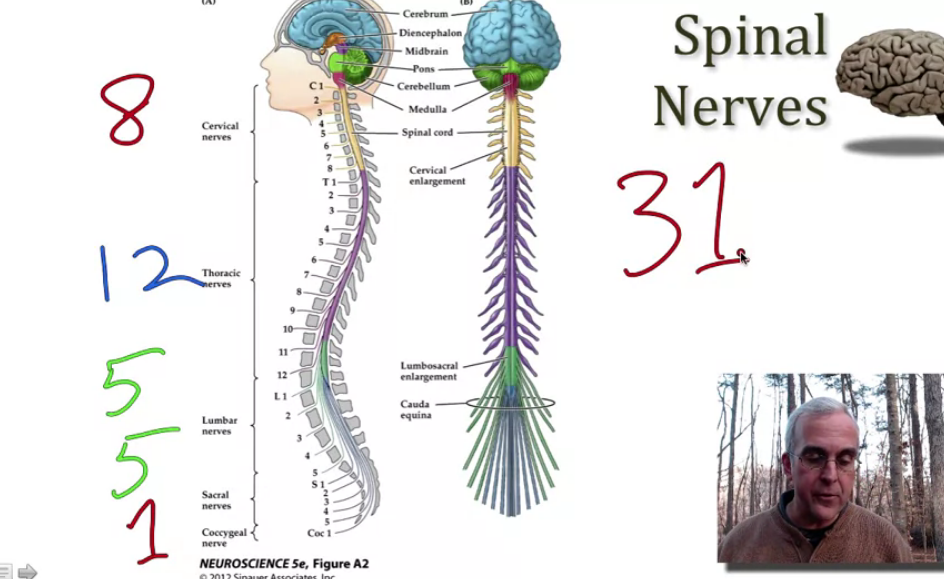 (A)
(B)
Cerebrum
Diencephalon
Midbrain
Pons
Cerebellum
Medulla
Spinal cord
Cervical
enlargement
Lumbosacral
enlargement
Cauda
equina
Spinal
Nerves
31
8
Cervical
nerves
C 1
2
3
4
5
6
7
8
12
Thoracic
nerves
T 1
2
3
4
5
6
7
8
9
10
11
12
5
Lumbar
nerves
L 1
2
3
4
5
5
Sacral
nerves
S 1
2
3
4
5
1
Coccygeal
nerve
Coc 1
NEUROSCIENCE 5e, Figure A2
© 2012 Sinauer Associates, Inc.